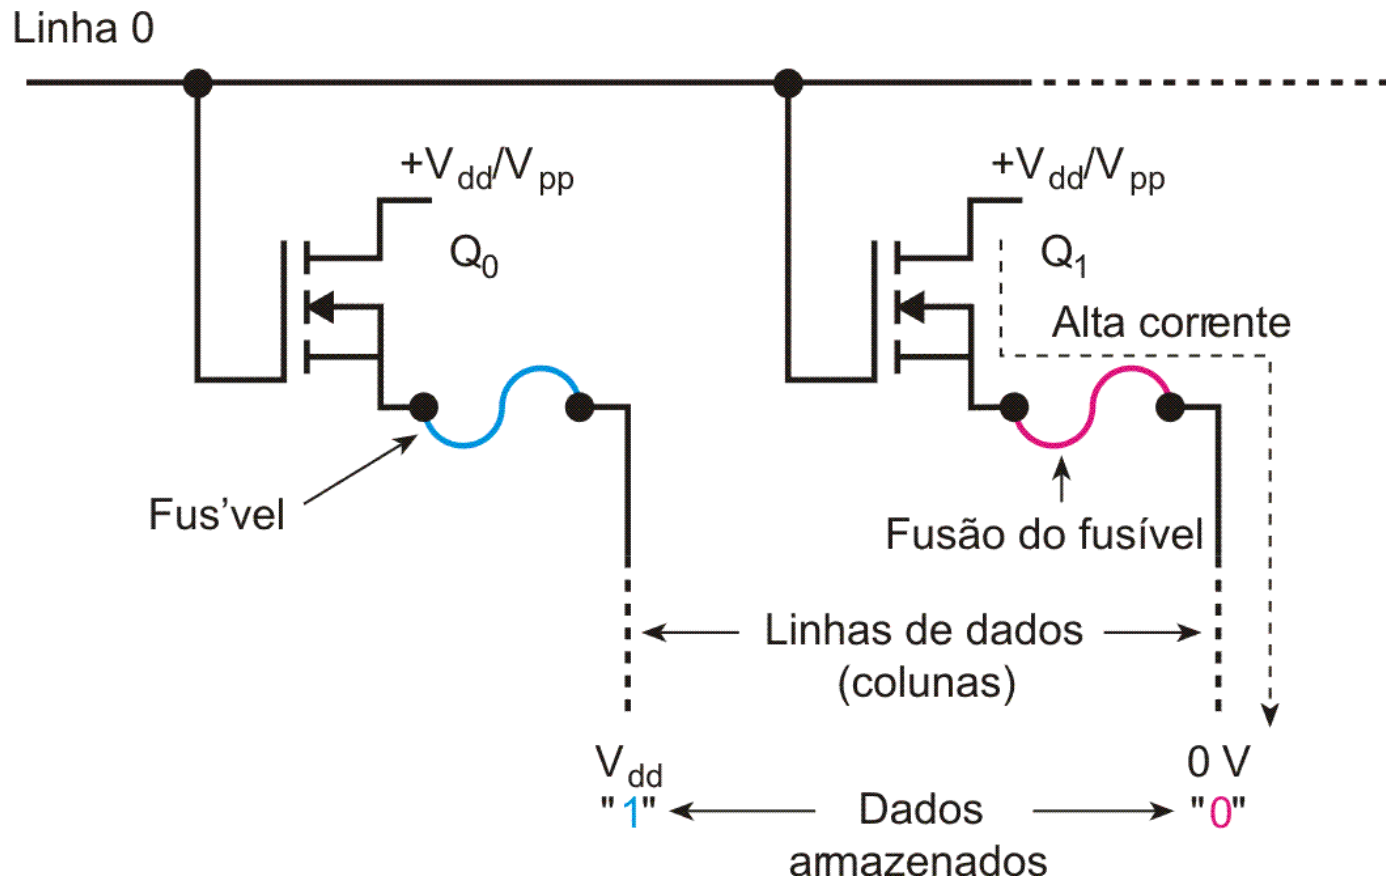 Linha 0
+Vdd/Vpp
+Vdd/Vpp
Q0
Q1
Alta corrente
Fus’vel
Fusão do fusível
Linhas de dados
(colunas)
Vdd
0 V
"1"
Dados
"0"
armazenados